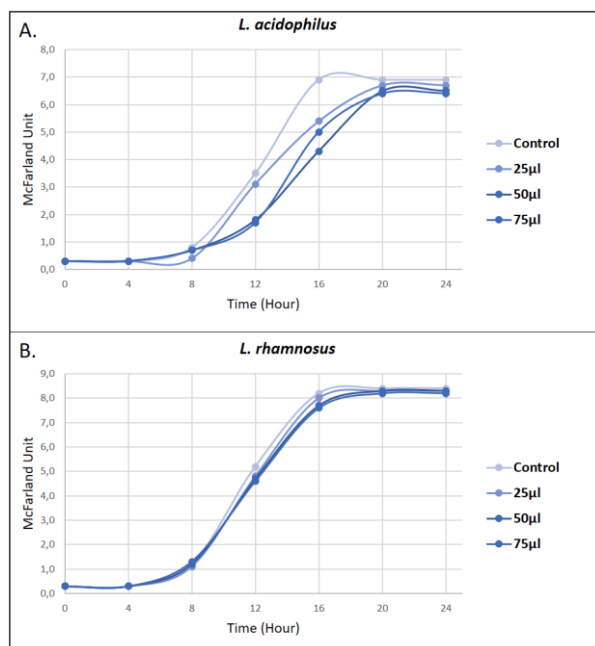 A.
L. acidophilus
8,0
7,0
6,0
5,0
4,0
3,0
2,0
1,0
0,0
McFarland Unit
0 4 8 12 16 20 24
Time (Hour)
Control
25µl
50µl
75µl
B.
L. rhamnosus
9,0
8,0
7,0
6,0
5,0
4,0
3,0
2,0
1,0
0,0
McFarland Unit
0 4 8 12 16 20 24
Time (Hour)
Control
25µl
50µl
75µl